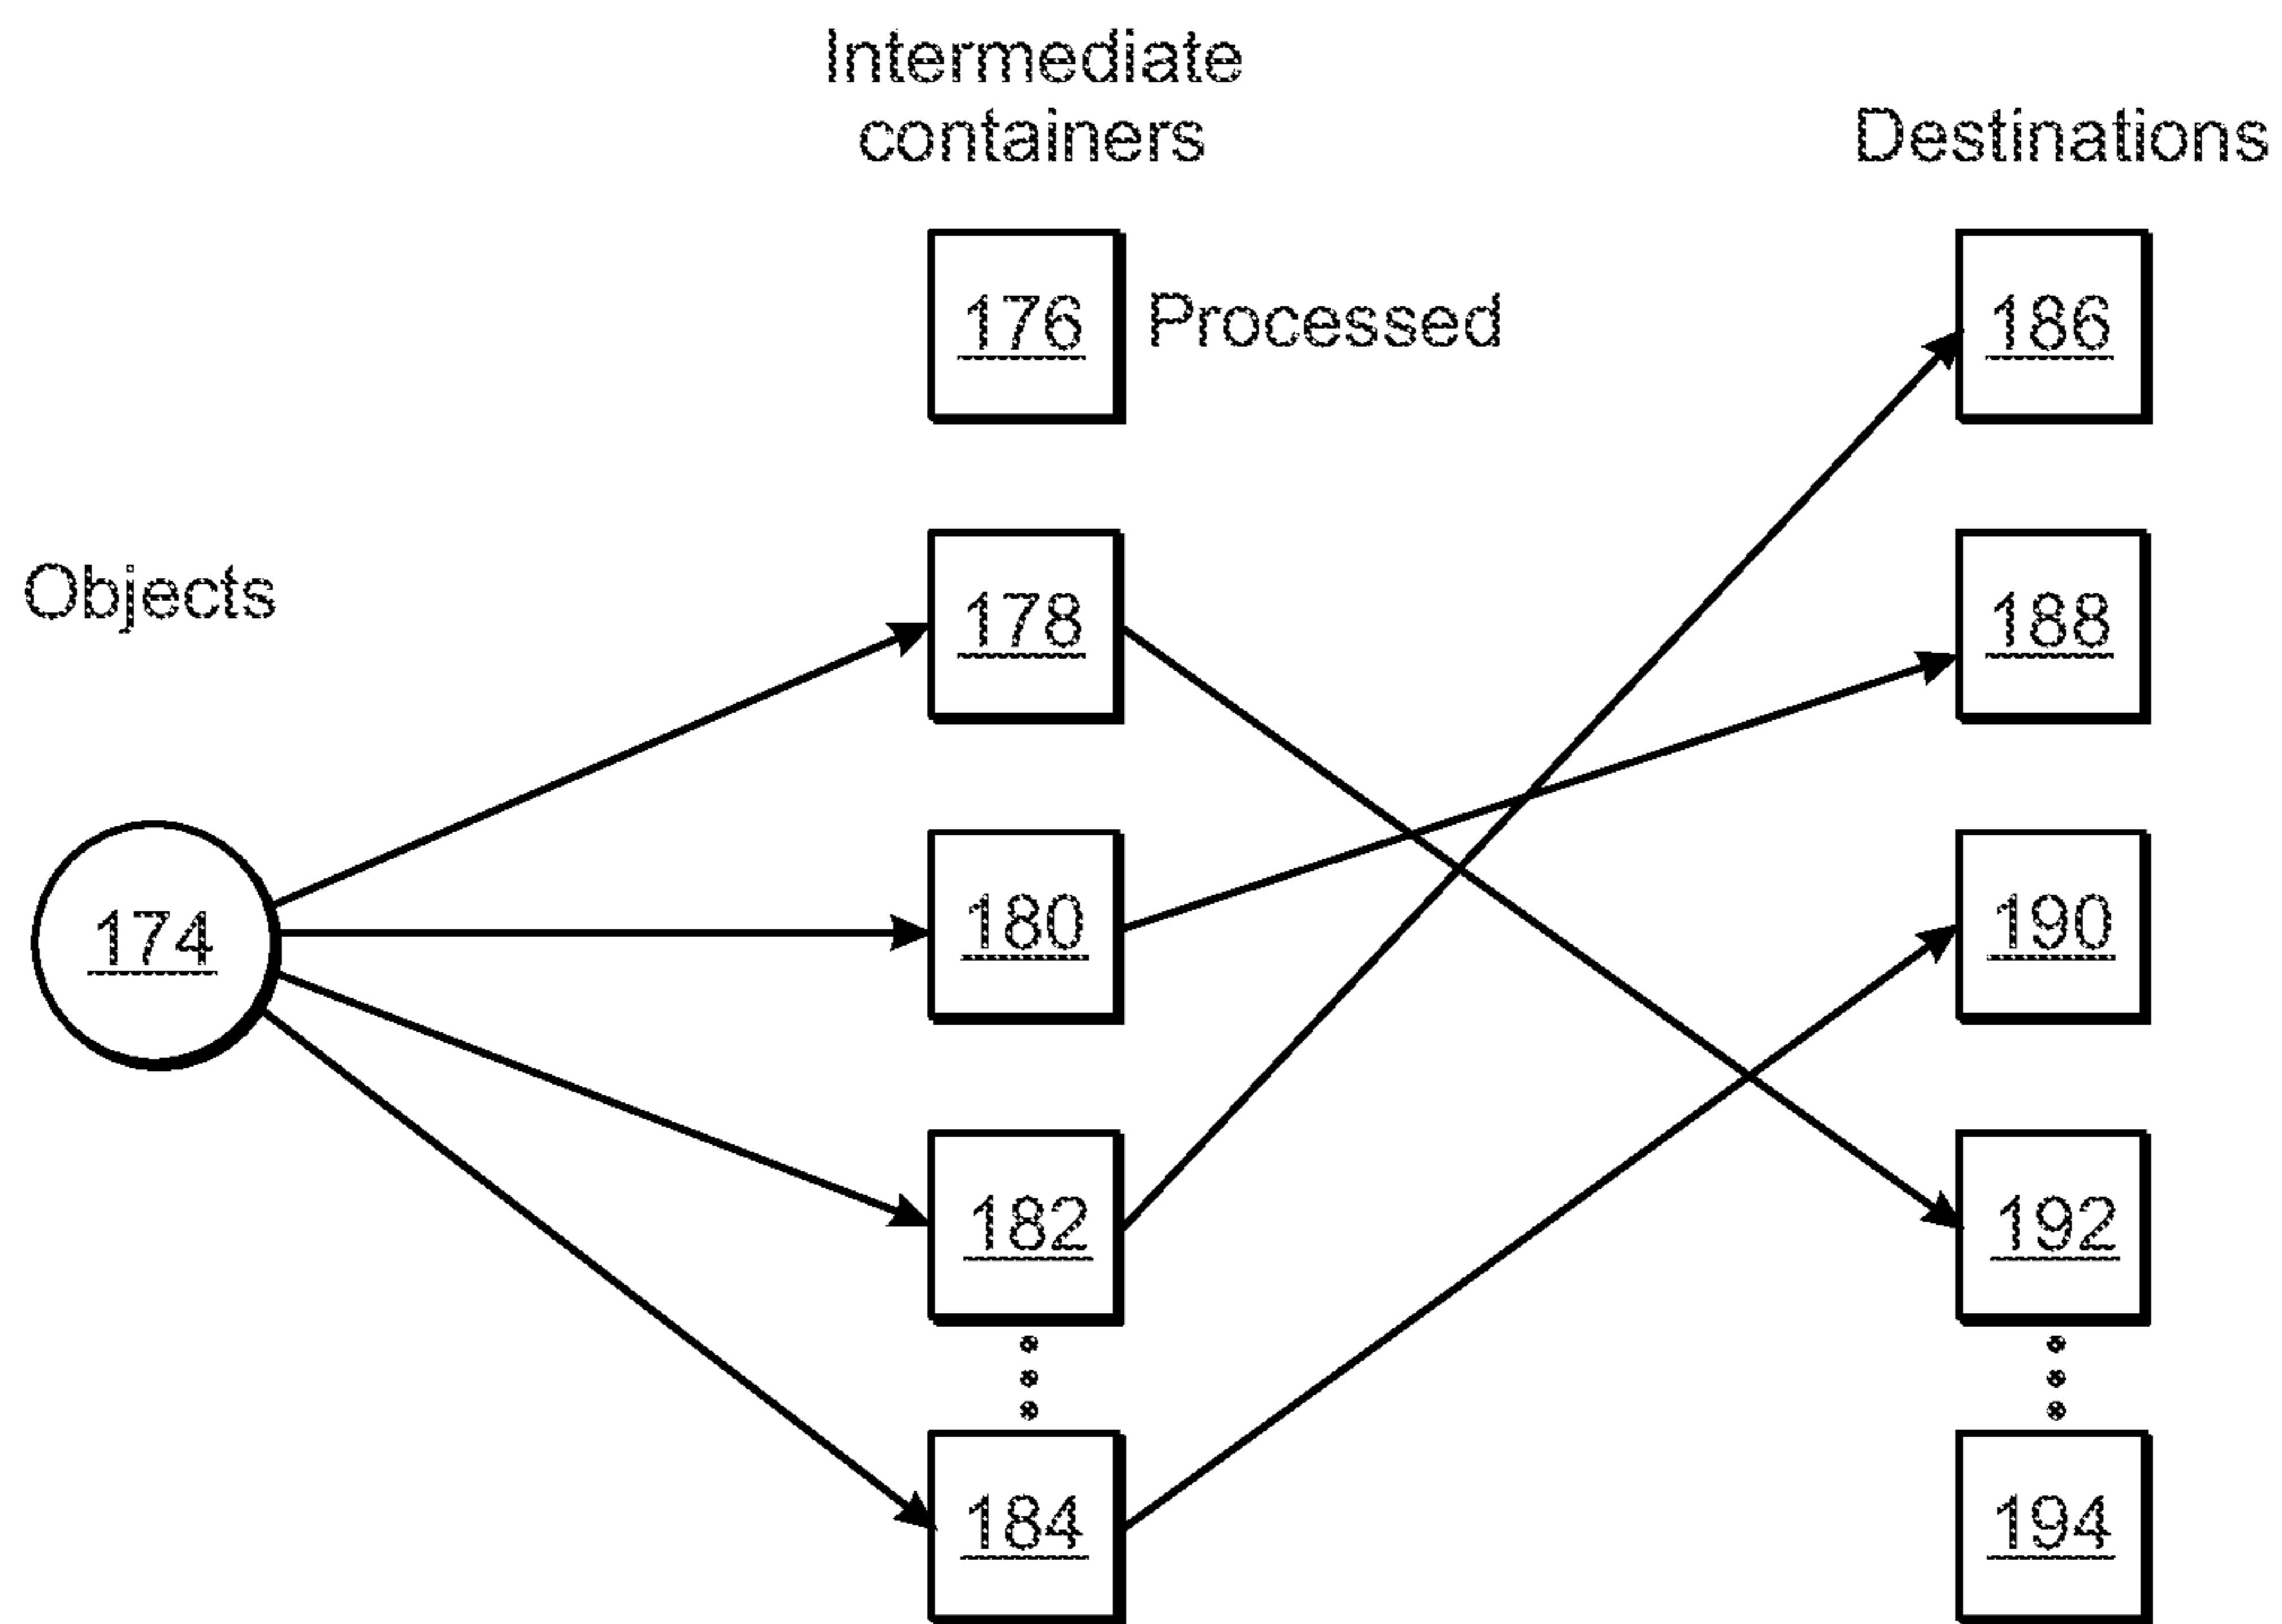 Intermediate
containers
Destinations
176 Processed
186
Objects
178
188
174
180
190
182
192
184
194